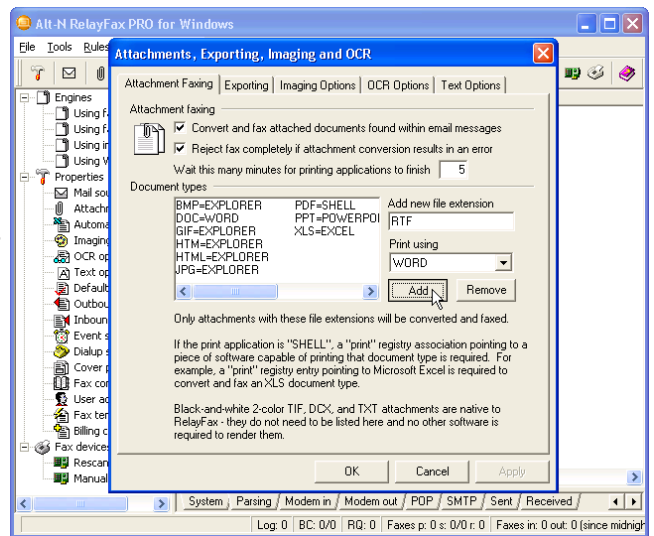 Alt-N RelayFax PRO for Windows
File Tools Rules
Attachments, Exporting, Imaging and OCR
Attachment Faxing Exporting Imaging Options OCR Options Text Options
Engines
Using
Using
Using
Using
Properties
Mail
Imaging
OCR
Text
Default
Event
Dialup
Cover
Fax
User
Fax
Billing
Fax devices
Rescan
Manual
Attachment faxing
Convert and fax attached documents found within email messages
Reject fax completely if attachment conversion results in an error
Wait this many minutes for printing applications to finish 5
Document types
BMP=EXPLORER PDF=SHELL
DOC=WORD PPT=POWERPOI
GIF=EXPLORER XLS=EXCEL
HTM=EXPLORER
HTML=EXPLORER
JPG=EXPLORER
Add new file extension
RTF
Print using
WORD
Add Remove
Only attachments with these file extensions will be converted and faxed.
If the print application is "SHELL", a "print" registry association pointing to a
piece of software capable of printing that document type is required. For
example, a "print" registry entry pointing to Microsoft Excel is required to
convert and fax an XLS document type.
Black-and-white 2-color TIF, DCX, and TXT attachments are native to
RelayFax - they do not need to be listed here and no other software is
required to render them.
OK Cancel Apply
System Parsing Modem in Modem out POP SMTP Sent Received
Log: 0 BC: 0/0 RQ: 0 Faxes p: 0 s: 0/0 r: 0 Faxes in: 0 out: 0 (since midnigh